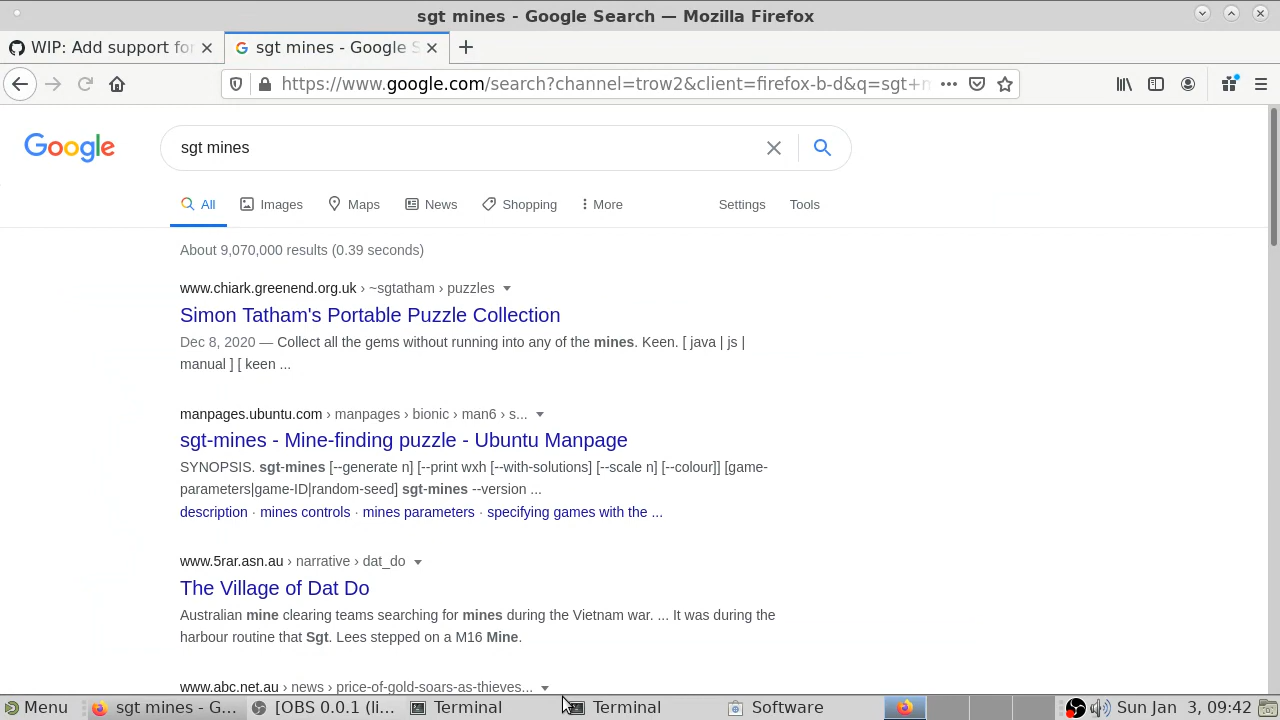 sgt mines - Google Search — Mozilla Firefox
WIP: Add support for
sgt mines - Google S
https://www.google.com/search?channel=trow2&client=firefox-b-d&q=sgt+m
Google
sgt mines
All
Images
Maps
News
Shopping
More
Settings
Tools
About 9,070,000 results (0.39 seconds)
www.chiark.greenend.org.uk › ~sgtatham › puzzles
Simon Tatham's Portable Puzzle Collection
Dec 8, 2020 — Collect all the gems without running into any of the mines. Keen. [ java | js |
manual ] [ keen ...
manpages.ubuntu.com › manpages › bionic › man6 › s...
sgt-mines - Mine-finding puzzle - Ubuntu Manpage
SYNOPSIS. sgt-mines [--generate n] [--print wxh [--with-solutions] [--scale n] [--colour]] [game-
parameters|game-ID|random-seed] sgt-mines --version ...
description · mines controls · mines parameters · specifying games with the ...
www.5rar.asn.au › narrative › dat_do
The Village of Dat Do
Australian mine clearing teams searching for mines during the Vietnam war. ... It was during the
harbour routine that Sgt. Lees stepped on a M16 Mine.
www.abc.net.au › news › price-of-gold-soars-as-thieves...
Menu
sgt mines - G...
[OBS 0.0.1 (li...
Terminal
Terminal
Software
Sun Jan 3, 09:42